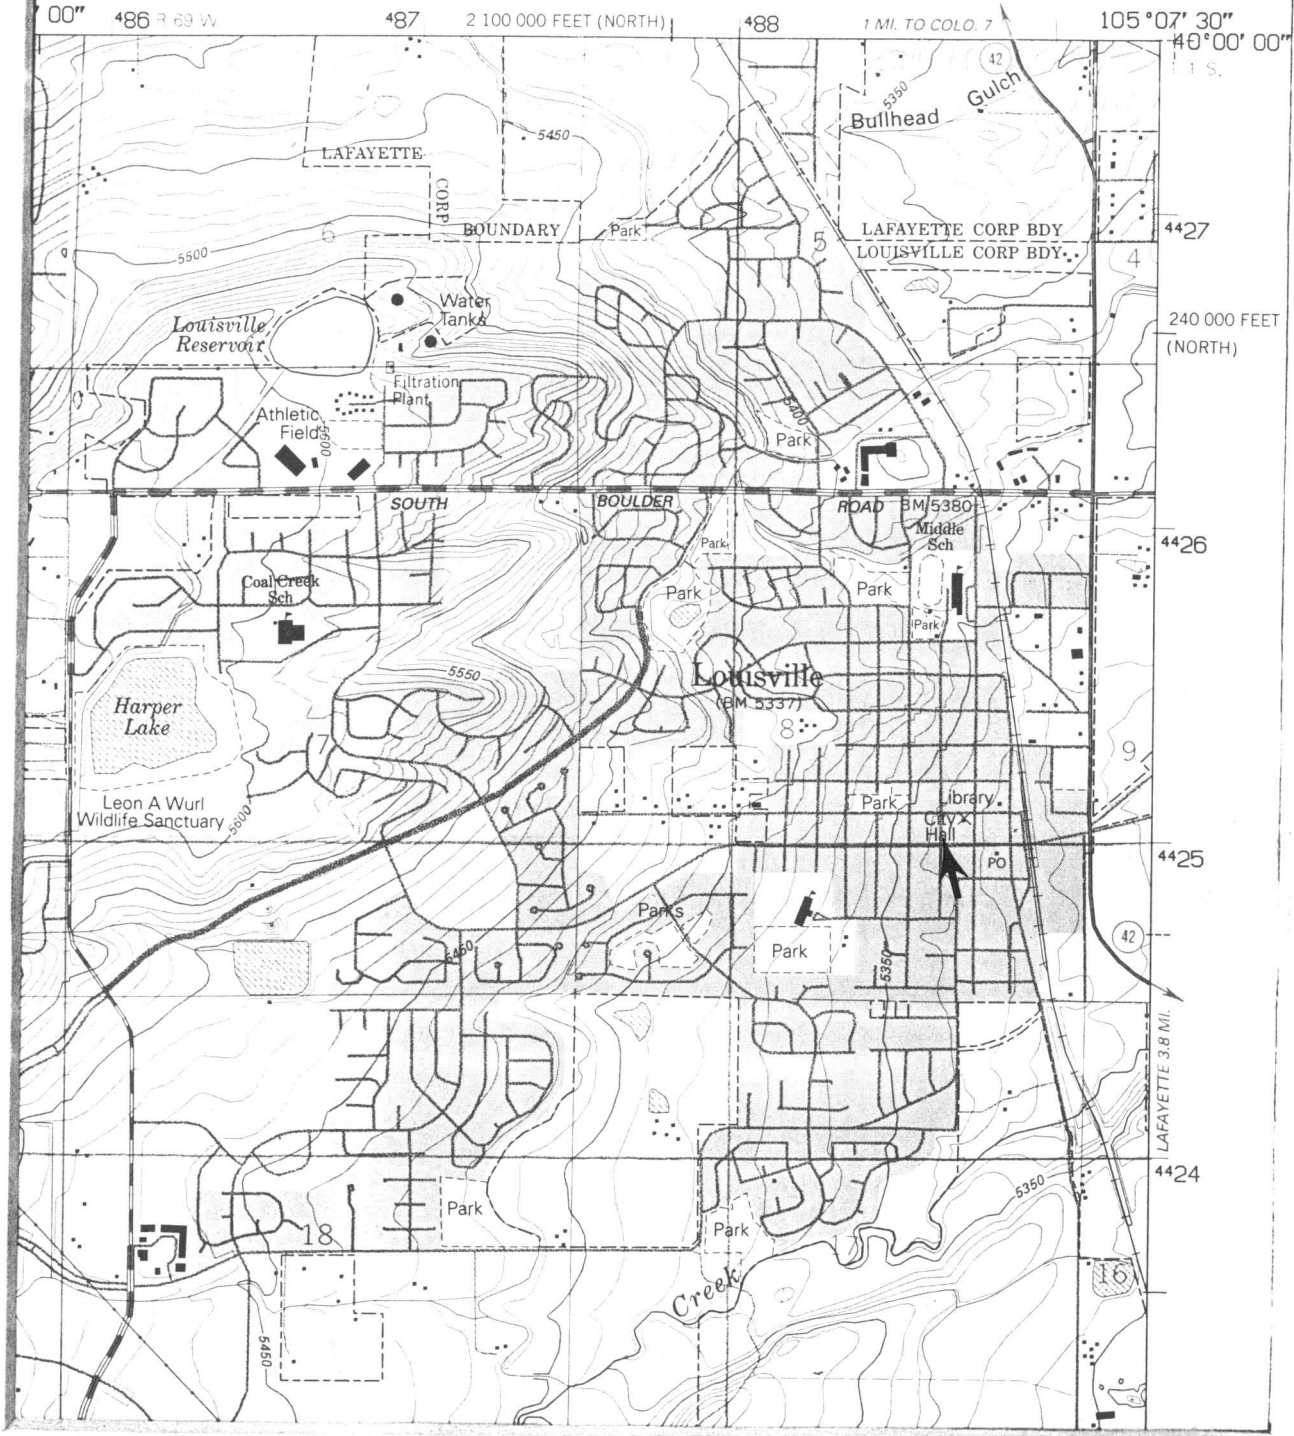 ' 00"
⁴86
R 69 W
⁴87
2 100 000 FEET (NORTH)
⁴88
1 MI. TO COLO. 7
105°07' 30"
40°00' 00"
T. 1 S.
42
Gulch
5350
Bullhead
5450
LAFAYETTE
CORP
BOUNDARY
Park
6
5
LAFAYETTE CORP BDY
LOUISVILLE CORP BDY
4
⁴⁴27
5500
Water
Tanks
Louisville
Reservoir
240 000 FEET
(NORTH)
Filtration
Plant
Athletic
Field
5600
5400
Park
SOUTH
BOULDER
ROAD
BM 5380
Middle
Sch
⁴⁴26
Park
Coal Creek
Sch
Park
Park
Park
5550
Louisville
(BM 5337)
8
Harper
Lake
7
9
Leon A Wurl
Wildlife Sanctuary
5600
Park
Library
City
Hall
PO
⁴⁴25
Parks
Park
5450
5350
42
LAFAYETTE 3.8 MI.
⁴⁴24
5350
Park
Park
18
Creek
16
5450